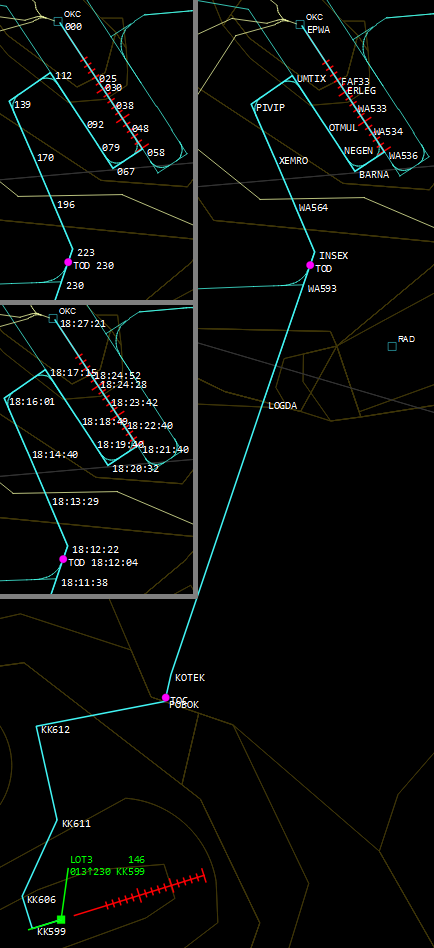 OKC
000
112
025
030
139
038
092
048
079
058
170
067
196
223
TOD 230
230
OKC
EPWA
UMTIX
FAF33
ERLEG
PIVIP
WA533
OTMUL
WA534
NEGEN
WA536
XEMRO
BARNA
WA564
INSEX
TOD
WA593
RAD
LOGDA
OKC
18:27:21
18:17:15
18:24:52
18:24:28
18:16:01
18:23:42
18:22:40
18:19:40
18:21:40
18:14:40
18:20:32
18:13:29
18:12:22
TOD 18:12:04
18:11:38
KOTEK
TOC
POBOK
KK612
KK611
LOT3 146
013↑230 KK599
KK606
KK599